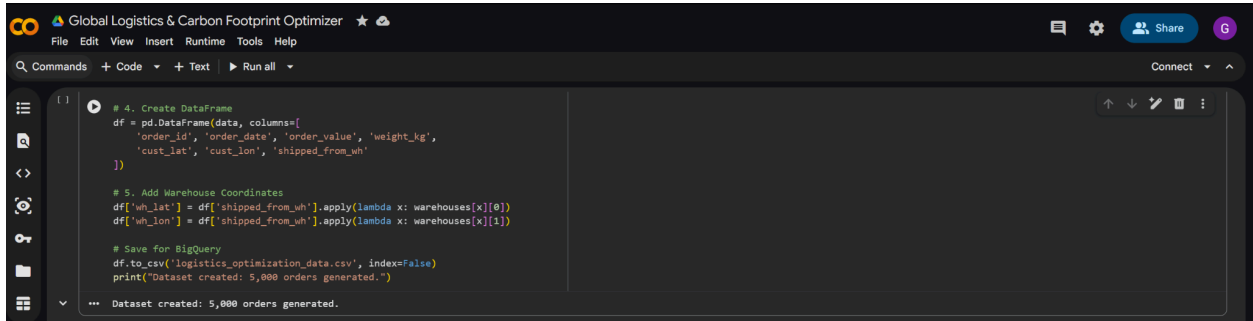 Global Logistics & Carbon Footprint Optimizer
File Edit View Insert Runtime Tools Help
Share
G
Commands + Code + Text Run all
Connect
[ ]
# 4. Create DataFrame
df = pd.DataFrame(data, columns=[
    'order_id', 'order_date', 'order_value', 'weight_kg',
    'cust_lat', 'cust_lon', 'shipped_from_wh'
])
# 5. Add Warehouse Coordinates
df['wh_lat'] = df['shipped_from_wh'].apply(lambda x: warehouses[x][0])
df['wh_lon'] = df['shipped_from_wh'].apply(lambda x: warehouses[x][1])
# Save for BigQuery
df.to_csv('logistics_optimization_data.csv', index=False)
print("Dataset created: 5,000 orders generated.")
Dataset created: 5,000 orders generated.